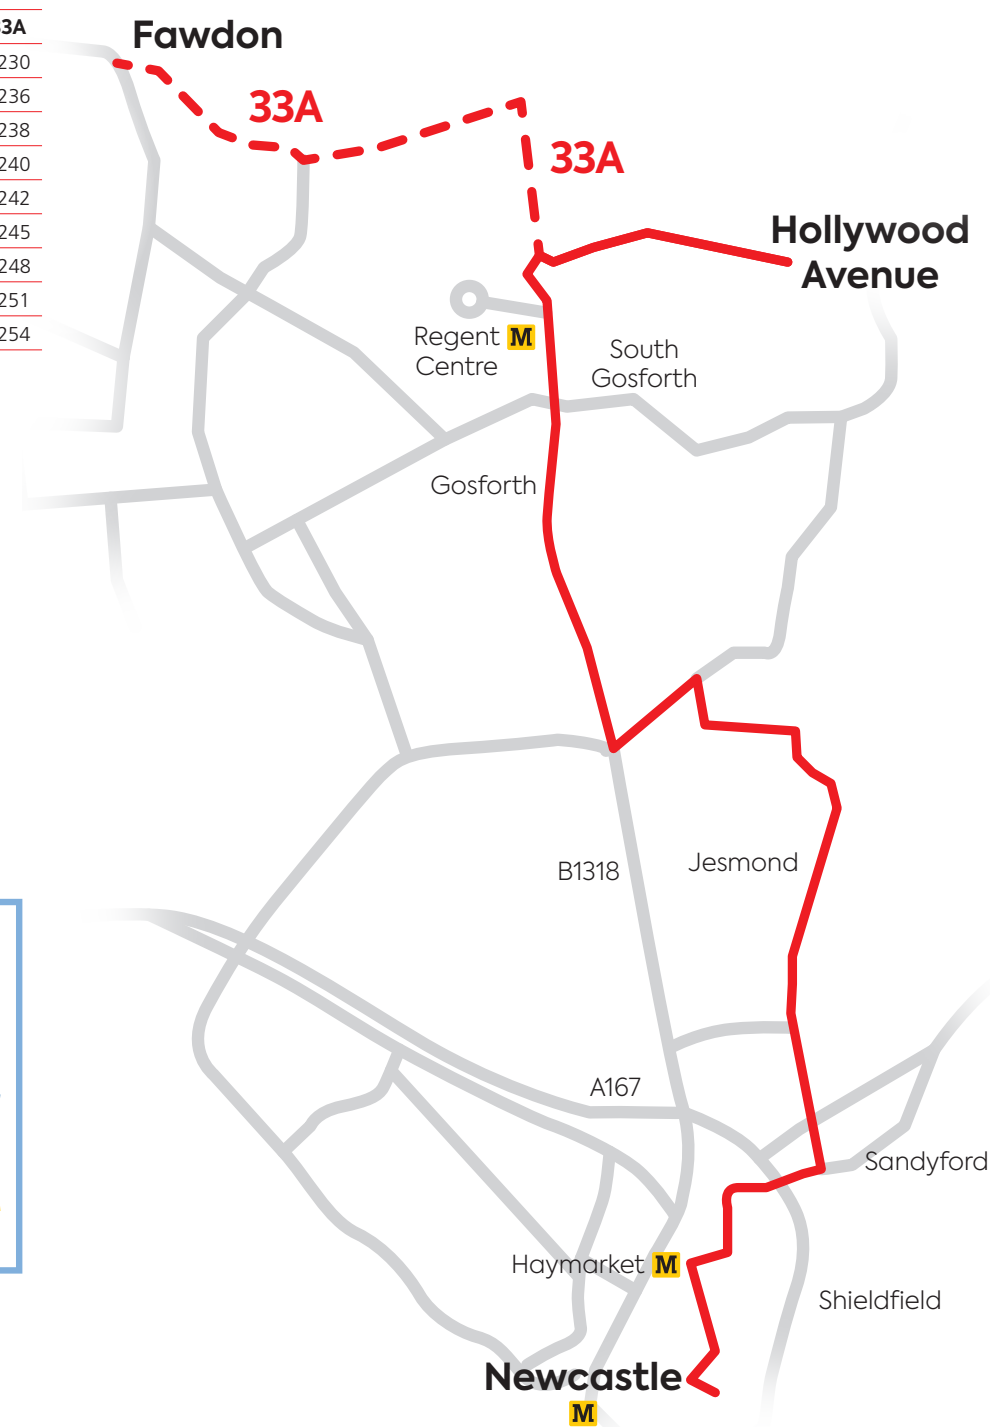 3A
230
236
238
240
242
245
248
251
254
Fawdon
33A
33A
Hollywood
Avenue
Regent M
Centre
South
Gosforth
Gosforth
B1318
Jesmond
A167
Sandyford
Haymarket M
Shieldfield
Newcastle
M